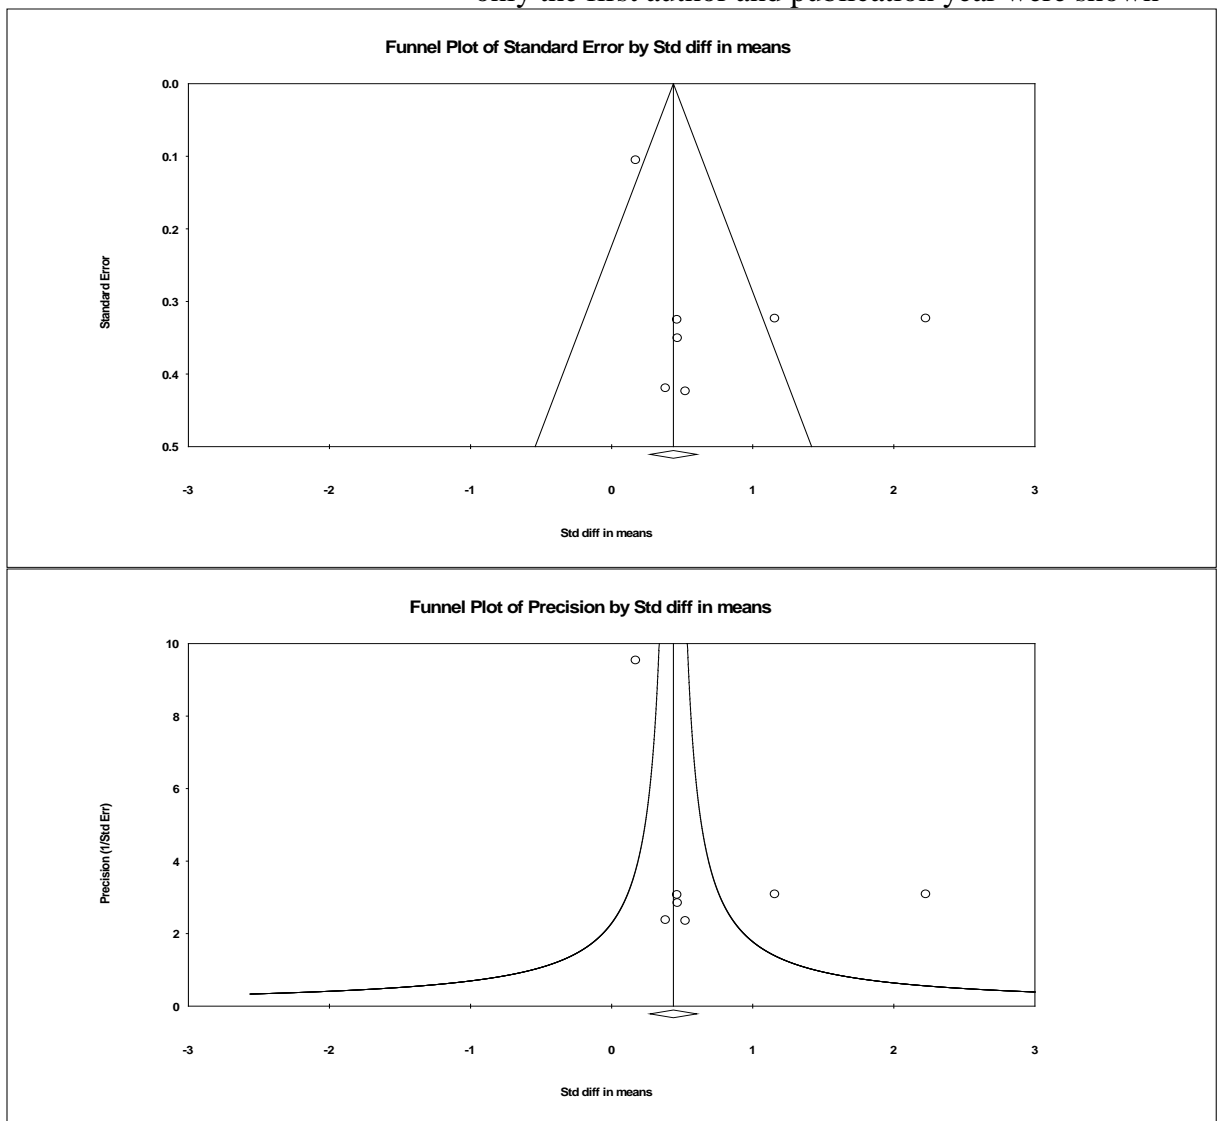 only the first author and publication year were shown
Funnel Plot of Standard Error by Std diff in means
0.0
0.1
0.2
0.3
0.4
0.5
Standard Error
-3 -2 -1 0 1 2 3
Std diff in means
Funnel Plot of Precision by Std diff in means
10
8
6
4
2
0
Precision (1/Std Err)
-3 -2 -1 0 1 2 3
Std diff in means